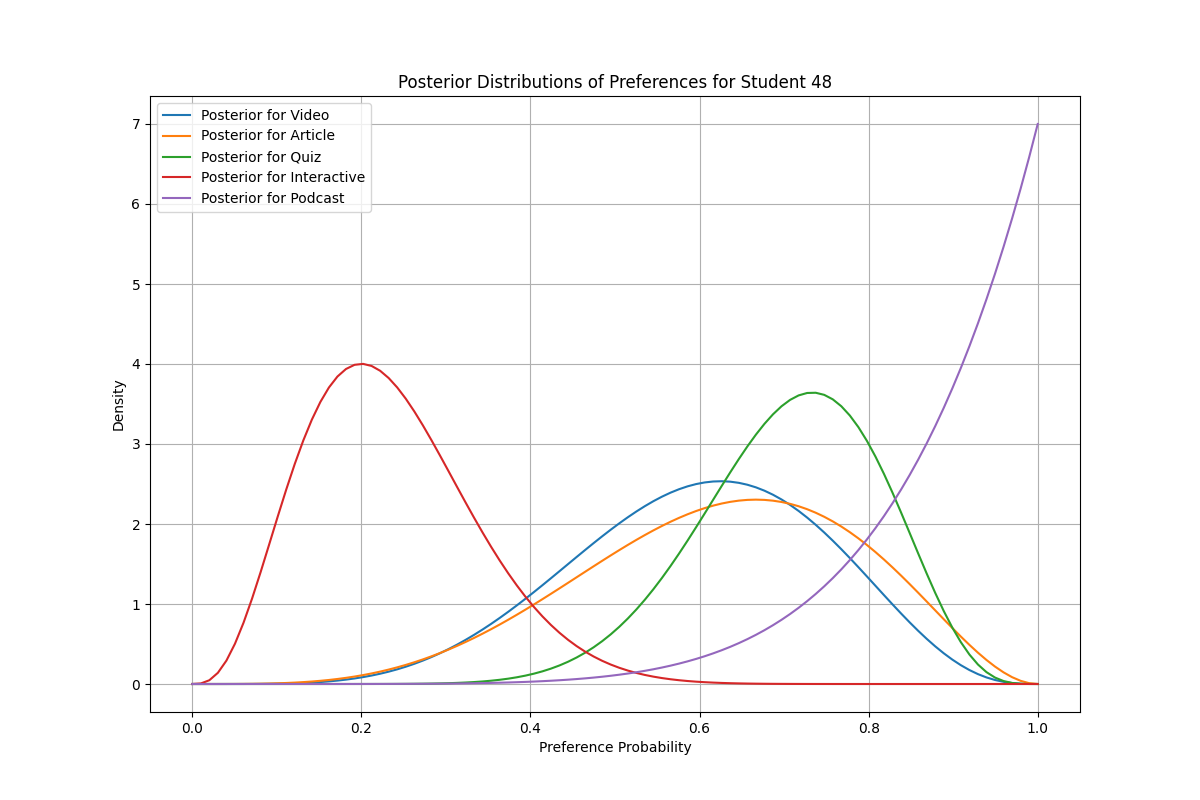 Posterior Distributions of Preferences for Student 48
Posterior for Video
Posterior for Article
Posterior for Quiz
Posterior for Interactive
Posterior for Podcast
7
6
5
4
3
2
1
0
Density
0.0 0.2 0.4 0.6 0.8 1.0
Preference Probability